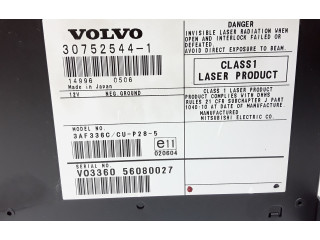 VOLVO
30752544-1
14996 0506
Made in Japan
12V NEG.GROUND
MODEL NO.
3AF336C/CU-P28-5
e11
020604
SERIAL NO
VO3360 56080027
DANGER
INVISIBLE LASER RADIATION WHEN
OPEN AND INTERLOCK FAILED OR
DEFEATED.
AVOID DIRECT EXPOSURE TO BEAM.
CLASS1
LASER PRODUCT
CLASS 1 LASER PRODUCT
PRODUCT COMPLIES WITH DHHS
RULES 21 CFR SUBCHAPTER J PART
1040:10 AT DATE OF MANUFACTURE.
MANUFACTURED
MITSUBISHI ELECTRIC CO